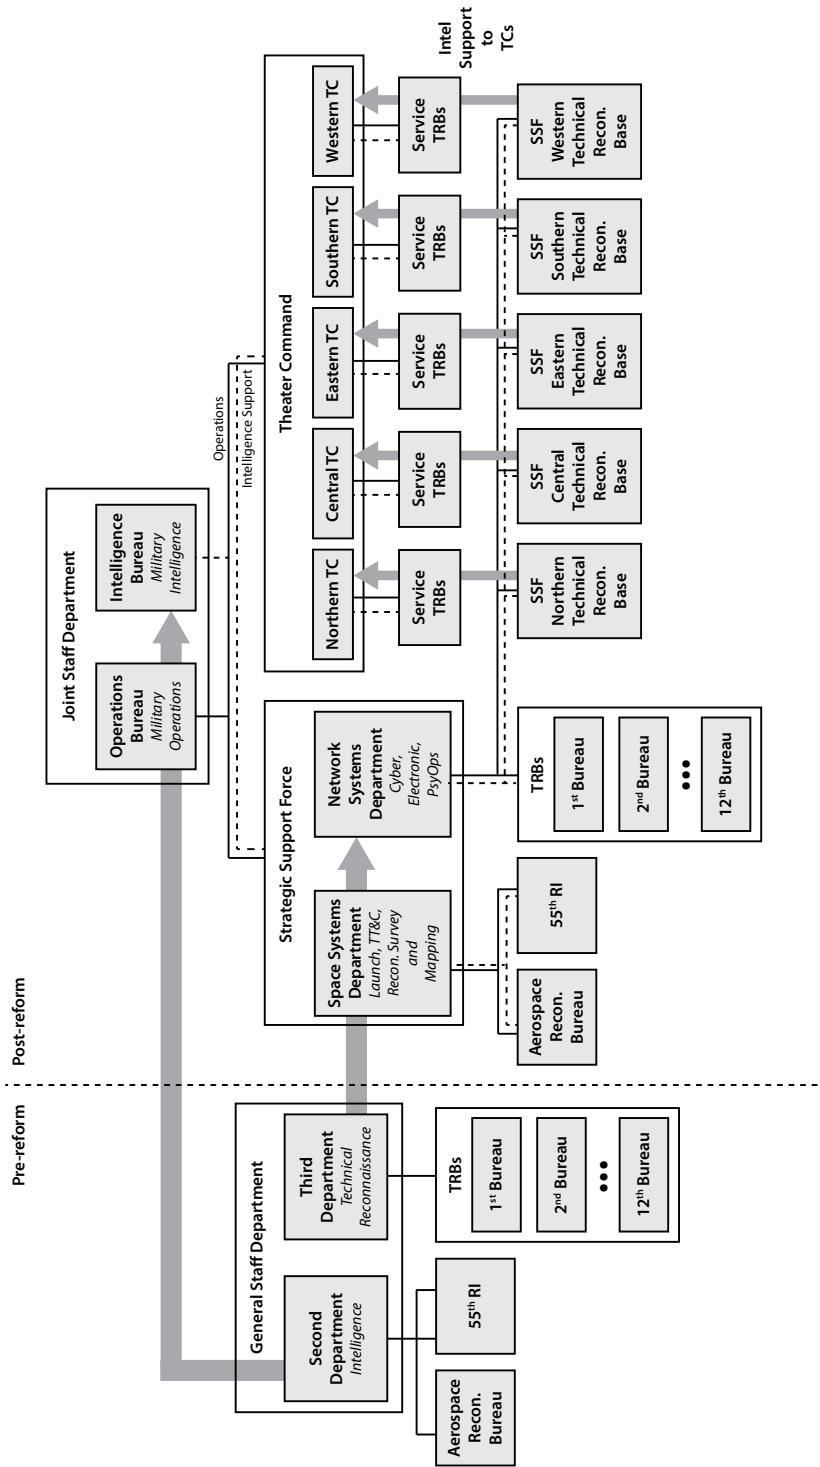 Pre-reform
Post-reform
General Staff Department
Second
Department
Intelligence
Third
Department
Technical
Reconnaissance
Aerospace
Recon.
Bureau
55th RI
TRBs
1st Bureau
2nd Bureau
•••
12th Bureau
Joint Staff Department
Operations
Bureau
Military
Operations
Intelligence
Bureau
Military
Intelligence
Operations
Intelligence Support
Strategic Support Force
Space Systems
Department
Launch, TT&C,
Recon. Survey
and
Mapping
Network
Systems
Department
Cyber,
Electronic,
PsyOps
Aerospace
Recon.
Bureau
55th RI
TRBs
1st Bureau
2nd Bureau
•••
12th Bureau
Theater Command
Northern TC
Central TC
Eastern TC
Southern TC
Western TC
Service
TRBs
Service
TRBs
Service
TRBs
Service
TRBs
Service
TRBs
Intel
Support
to
TCs
SSF
Northern
Technical
Recon.
Base
SSF
Central
Technical
Recon.
Base
SSF
Eastern
Technical
Recon.
Base
SSF
Southern
Technical
Recon.
Base
SSF
Western
Technical
Recon.
Base